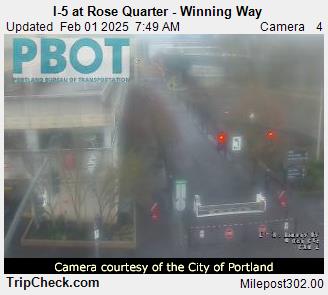 I-5 at Rose Quarter - Winning Way
Updated Feb 01 2025 7:49 AM Camera 4
PBOT
PORTLAND BUREAU OF TRANSPORTATION
Camera courtesy of the City of Portland
TripCheck.com Milepost302.00